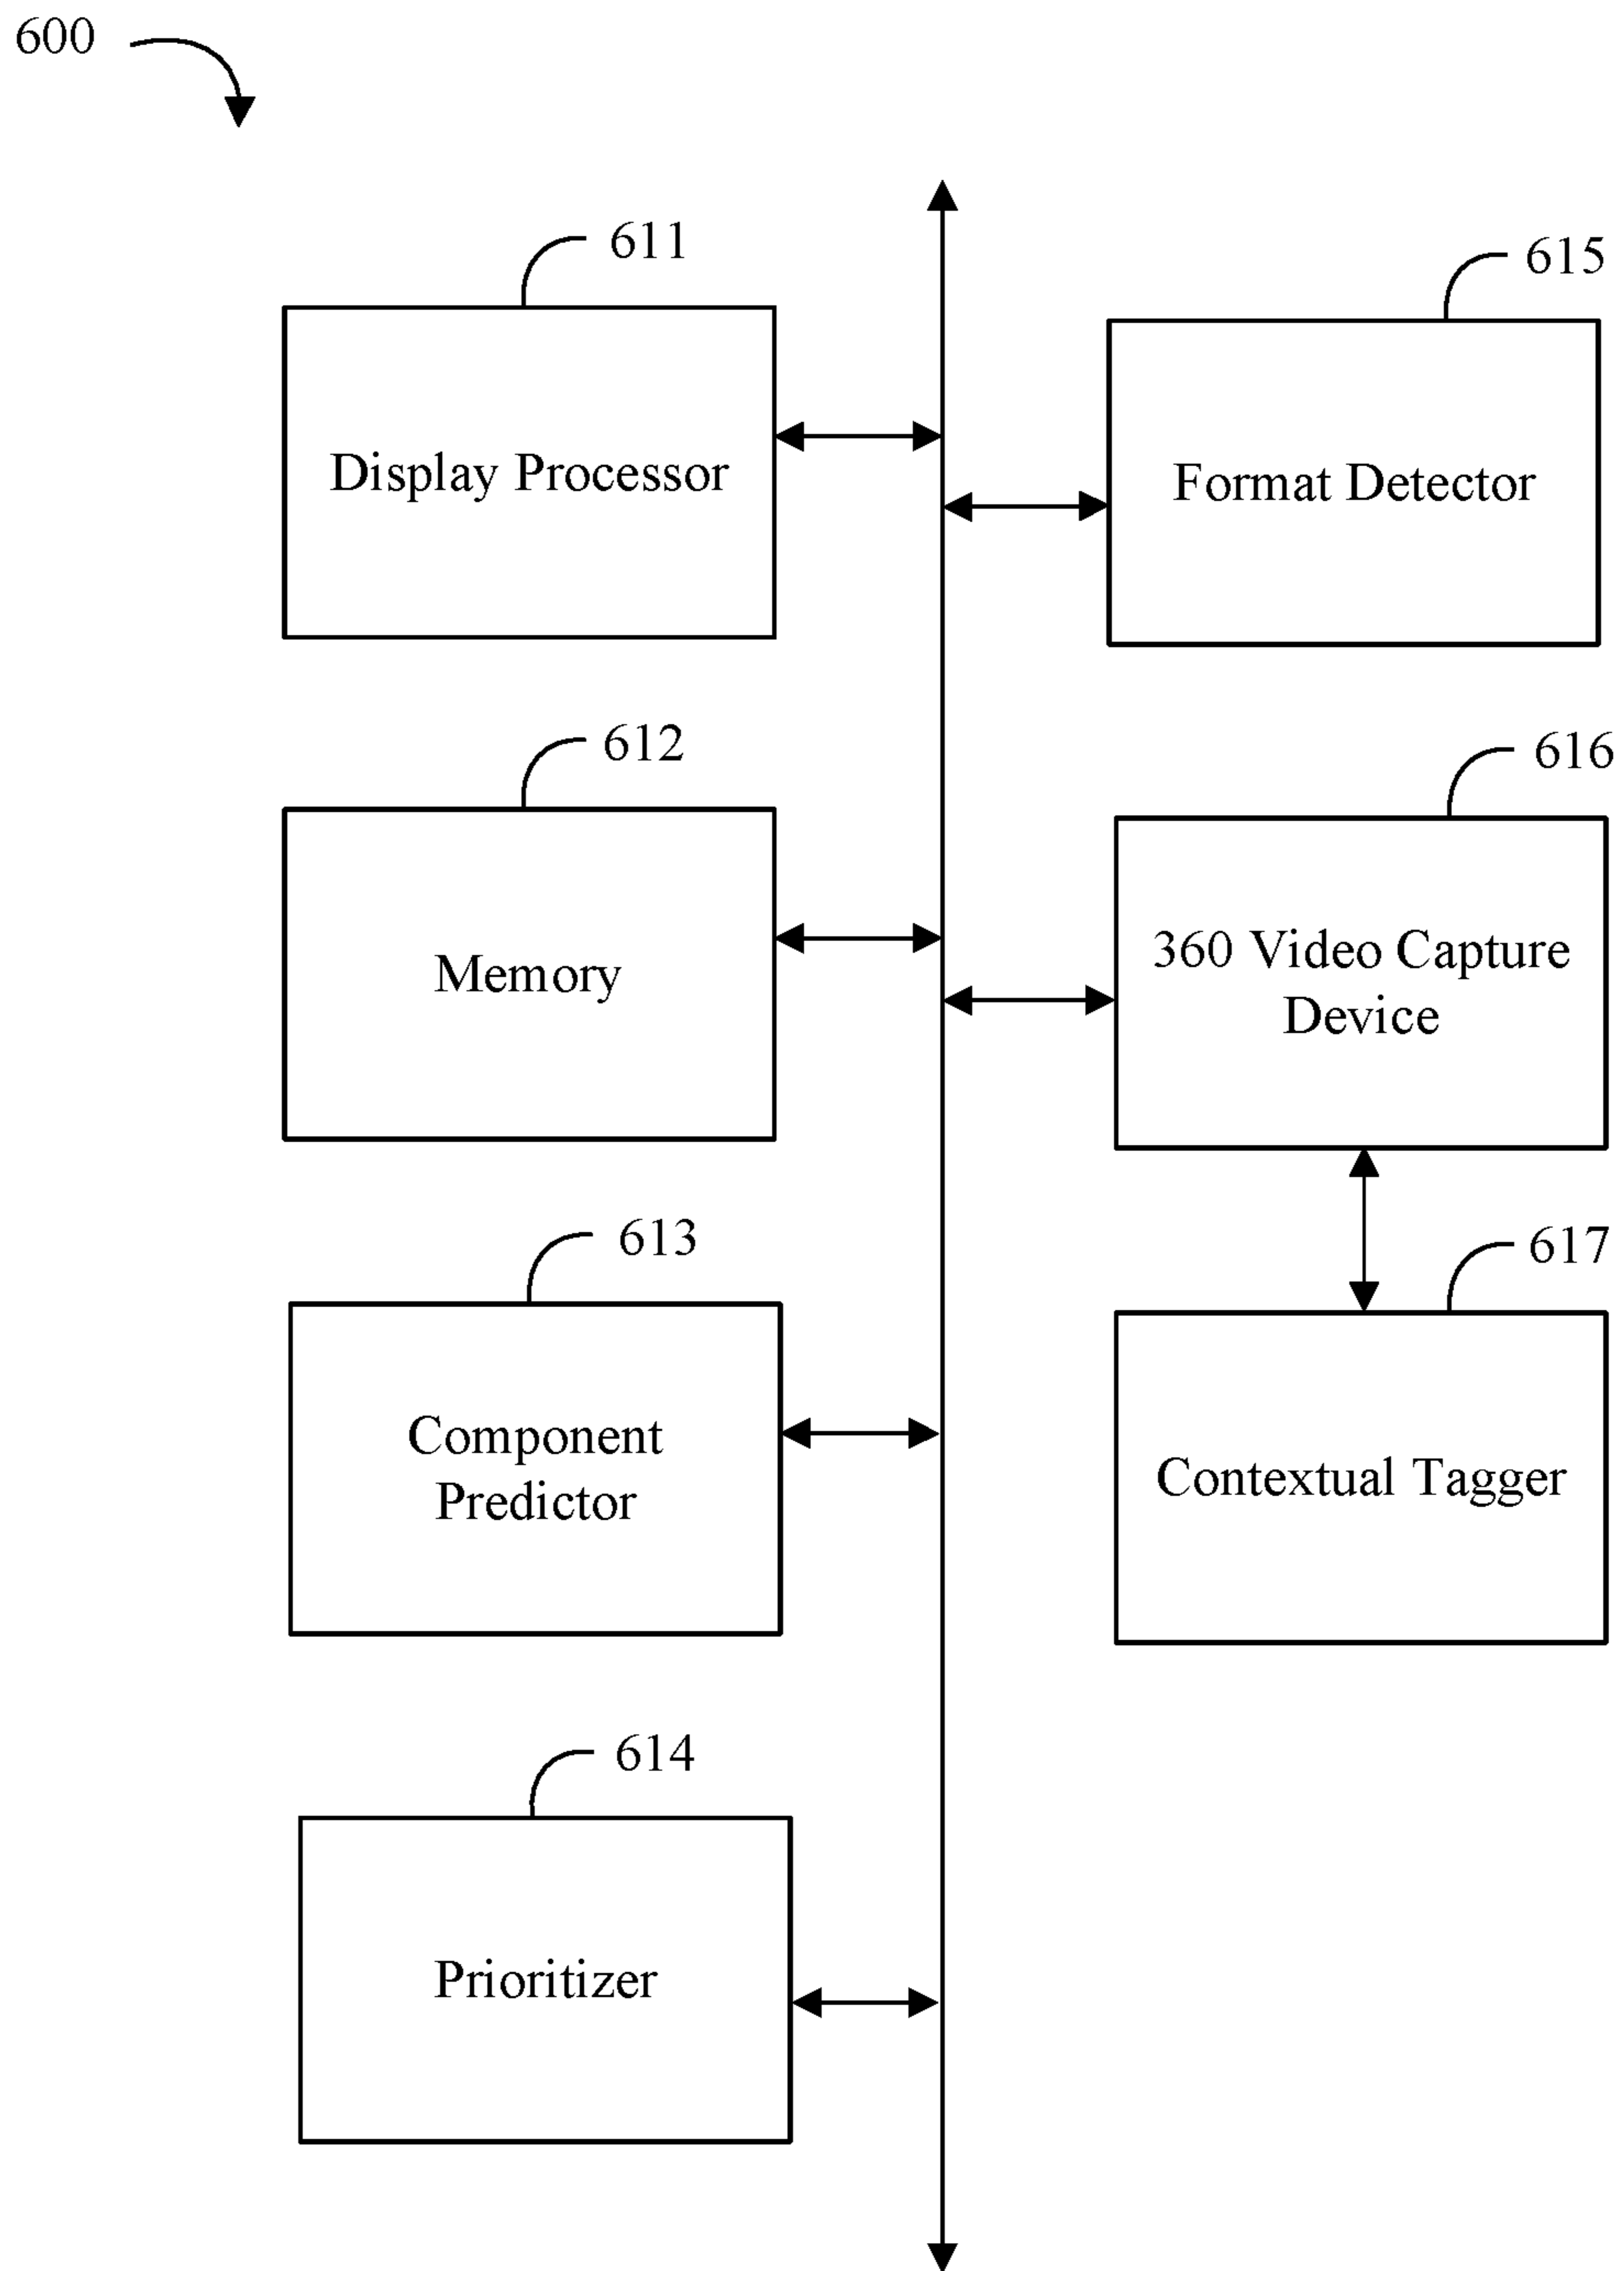 600
611
Display Processor
615
Format Detector
612
Memory
616
360 Video Capture
Device
613
Component
Predictor
617
Contextual Tagger
614
Prioritizer